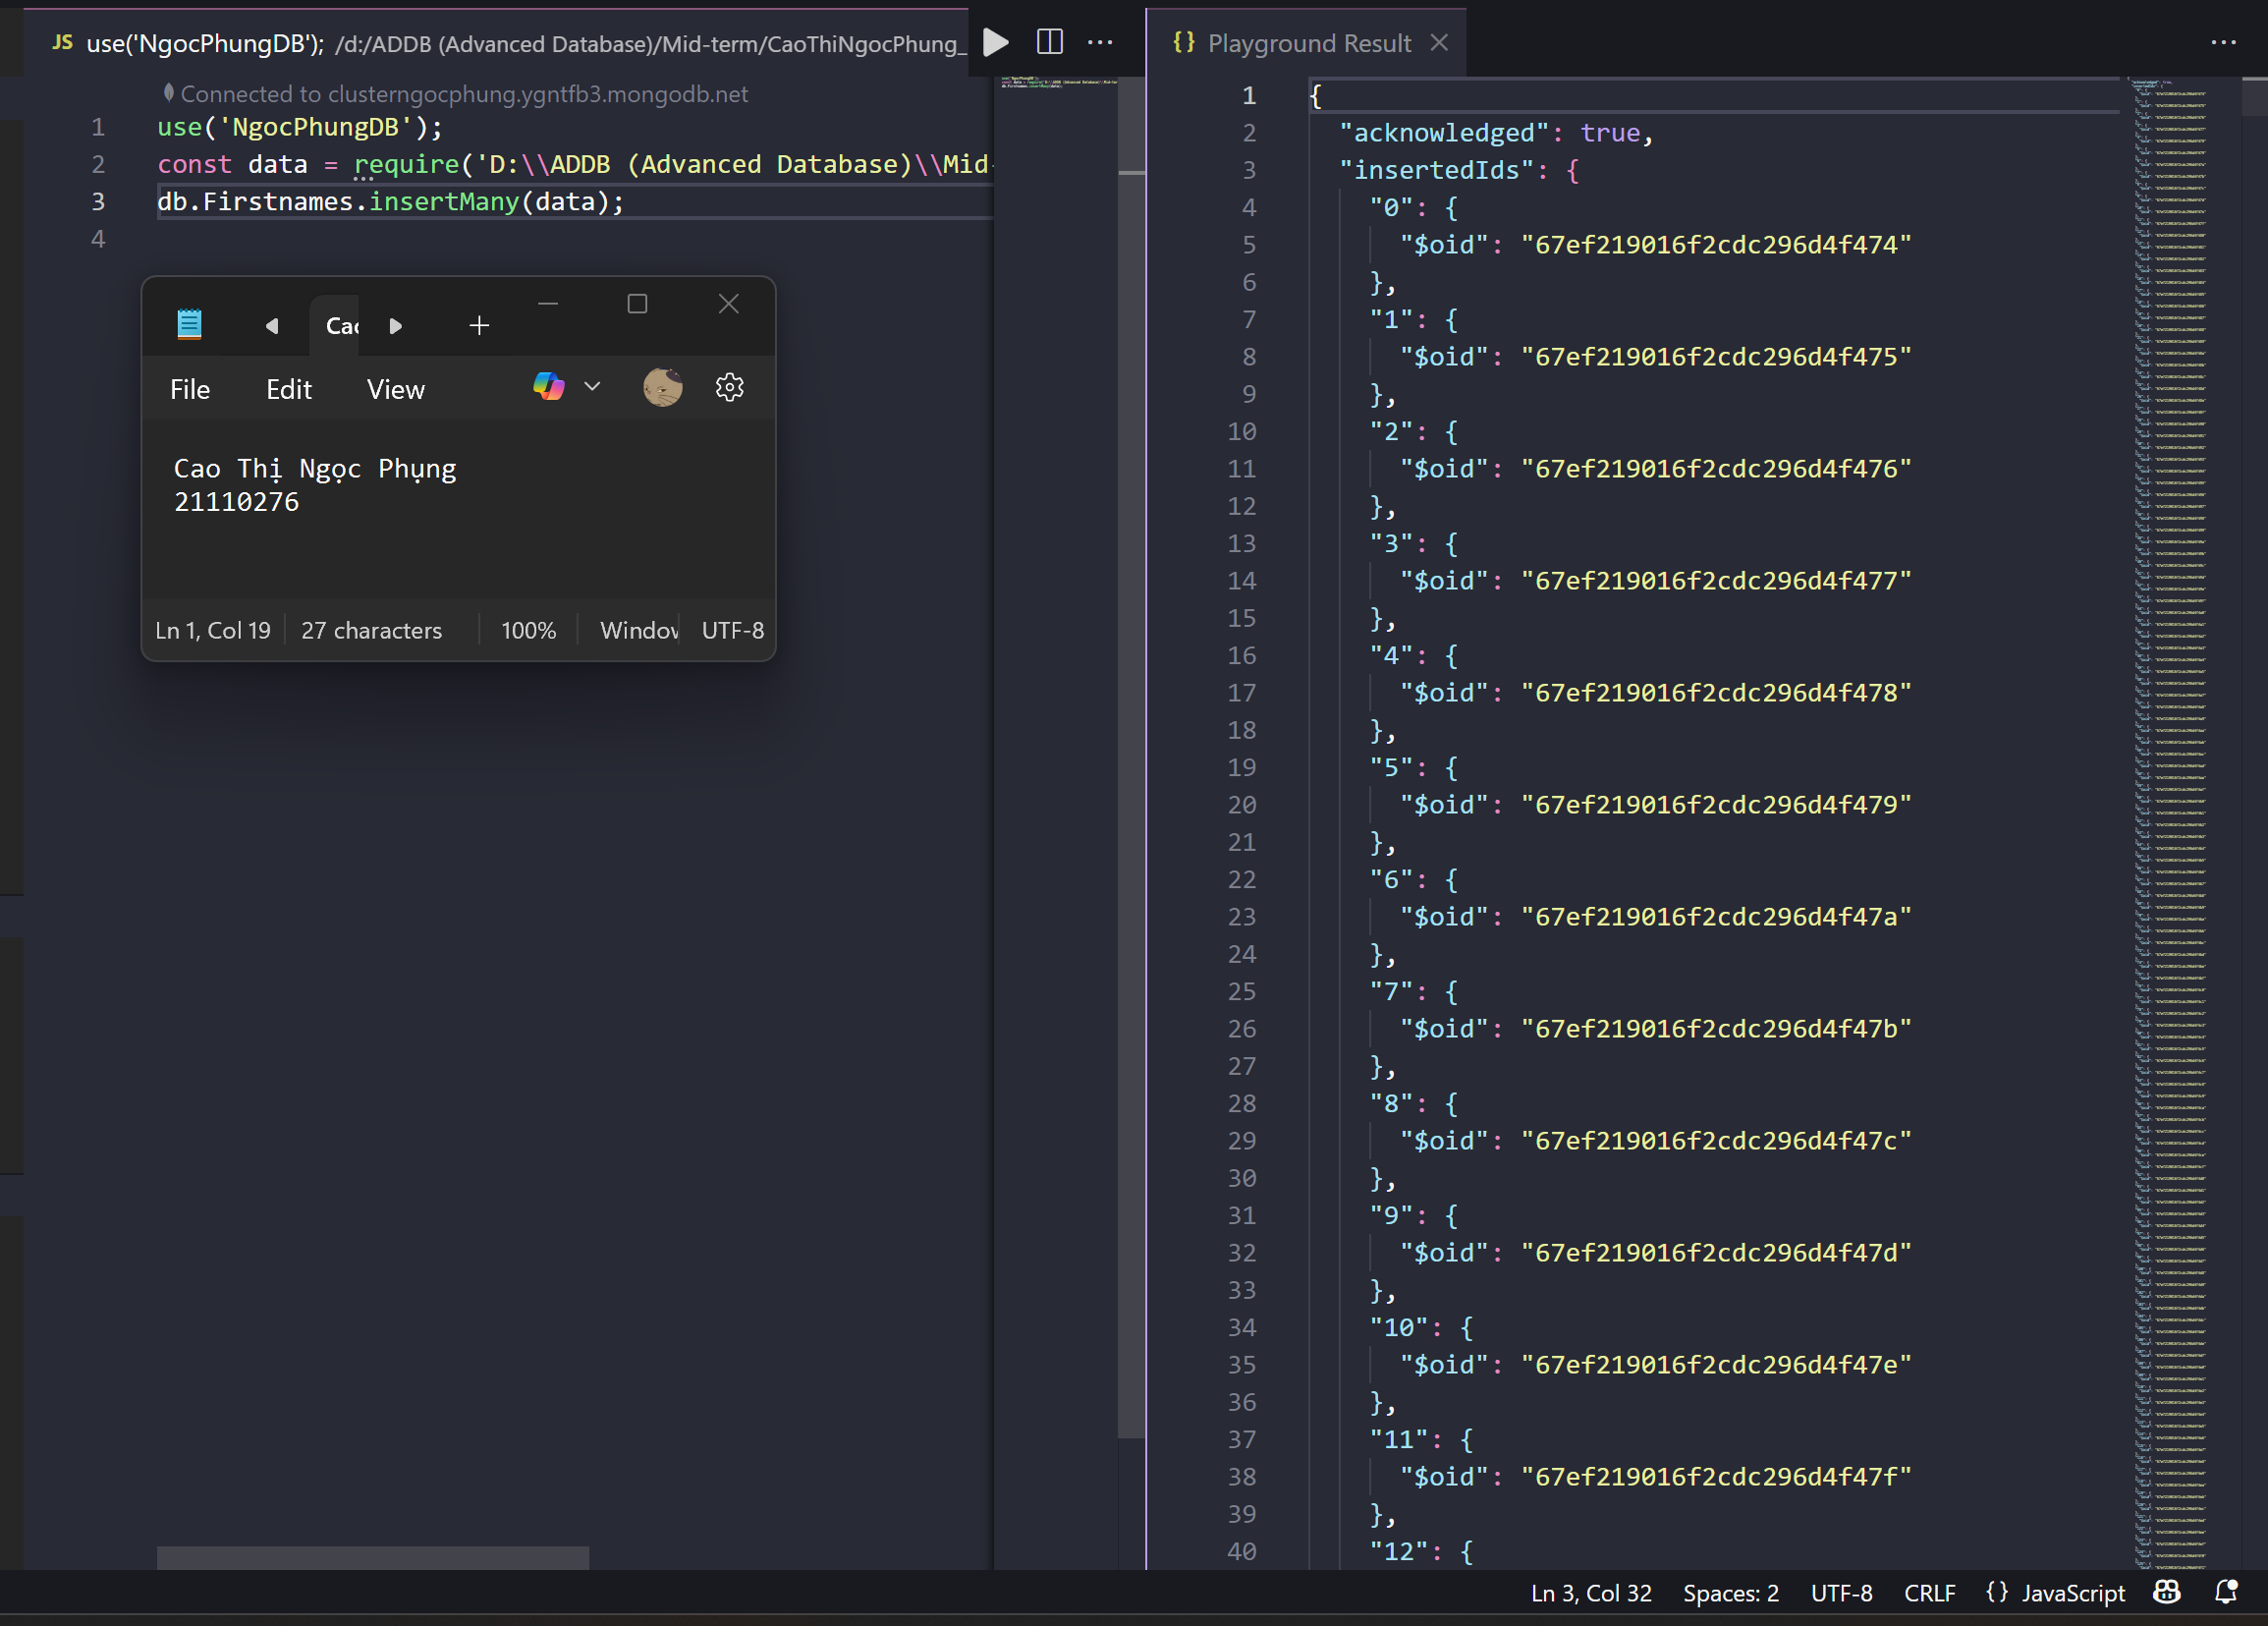 JS use('NgocPhungDB'); /d:/ADDB (Advanced Database)/Mid-term/CaoThiNgocPhung_
Connected to clusterngocphung.ygntfb3.mongodb.net
1 use('NgocPhungDB');
2 const data = require('D:\\ADDB (Advanced Database)\\Mid-
3 db.Firstnames.insertMany(data);
4
Cao
File Edit View
Cao Thị Ngọc Phụng
21110276
Ln 1, Col 19 27 characters 100% Window UTF-8
{} Playground Result
1 {
2 "acknowledged": true,
3 "insertedIds": {
4 "0": {
5 "$oid": "67ef219016f2cdc296d4f474"
6 },
7 "1": {
8 "$oid": "67ef219016f2cdc296d4f475"
9 },
10 "2": {
11 "$oid": "67ef219016f2cdc296d4f476"
12 },
13 "3": {
14 "$oid": "67ef219016f2cdc296d4f477"
15 },
16 "4": {
17 "$oid": "67ef219016f2cdc296d4f478"
18 },
19 "5": {
20 "$oid": "67ef219016f2cdc296d4f479"
21 },
22 "6": {
23 "$oid": "67ef219016f2cdc296d4f47a"
24 },
25 "7": {
26 "$oid": "67ef219016f2cdc296d4f47b"
27 },
28 "8": {
29 "$oid": "67ef219016f2cdc296d4f47c"
30 },
31 "9": {
32 "$oid": "67ef219016f2cdc296d4f47d"
33 },
34 "10": {
35 "$oid": "67ef219016f2cdc296d4f47e"
36 },
37 "11": {
38 "$oid": "67ef219016f2cdc296d4f47f"
39 },
40 "12": {
Ln 3, Col 32 Spaces: 2 UTF-8 CRLF {} JavaScript